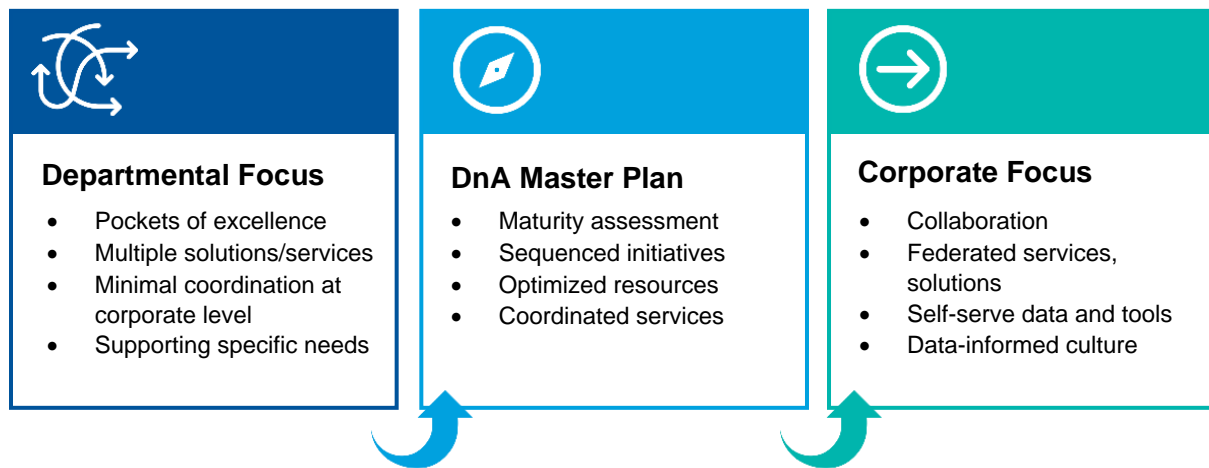 Departmental Focus
• Pockets of excellence
• Multiple solutions/services
• Minimal coordination at
corporate level
• Supporting specific needs
DnA Master Plan
• Maturity assessment
• Sequenced initiatives
• Optimized resources
• Coordinated services
Corporate Focus
• Collaboration
• Federated services,
solutions
• Self-serve data and tools
• Data-informed culture